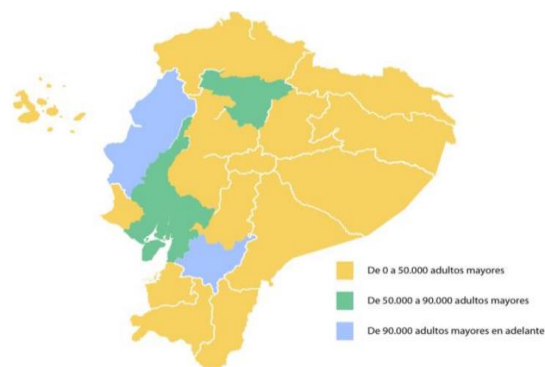 De 0 a 50.000 adultos mayores
De 50.000 a 90.000 adultos mayores
De 90.000 adultos mayores en adelante